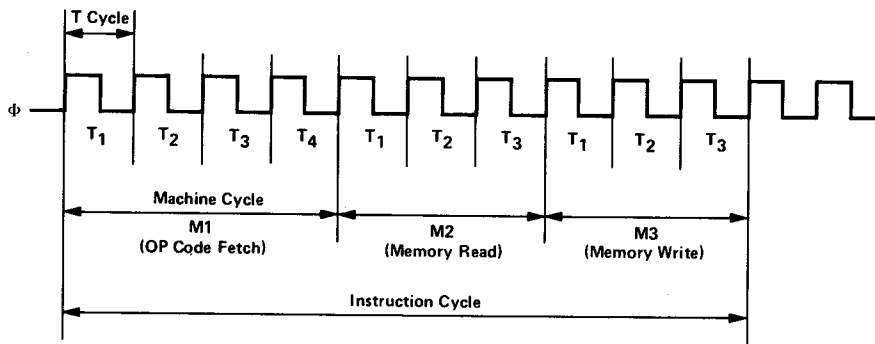 T Cycle
Φ
T1 T2 T3 T4 T1 T2 T3 T1 T2 T3
Machine Cycle
M1
(OP Code Fetch)
M2
(Memory Read)
M3
(Memory Write)
Instruction Cycle